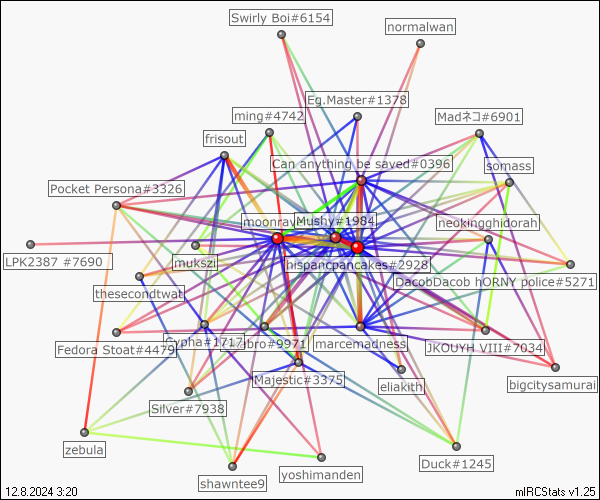 Swirly Boi#6154
normalwan
Eg.Master#1378
ming#4742
Madネコ#6901
frisout
Can anything be saved#0396
somass
Pocket Persona#3326
moonray
Mushy#1984
neokingghidorah
LPK2387 #7690
mukszi
hispancpancakes#2928
DacobDacob hORNY police#5271
thesecondtwat
Fedora Stoat#4479
Cypha#1717
bro#9971
marcemadness
JKOUYH VIII#7034
Majestic#3375
eliakith
bigcitysamurai
Silver#7938
zebula
yoshimanden
Duck#1245
shawntee9
12.8.2024 3:20
mIRCStats v1.25